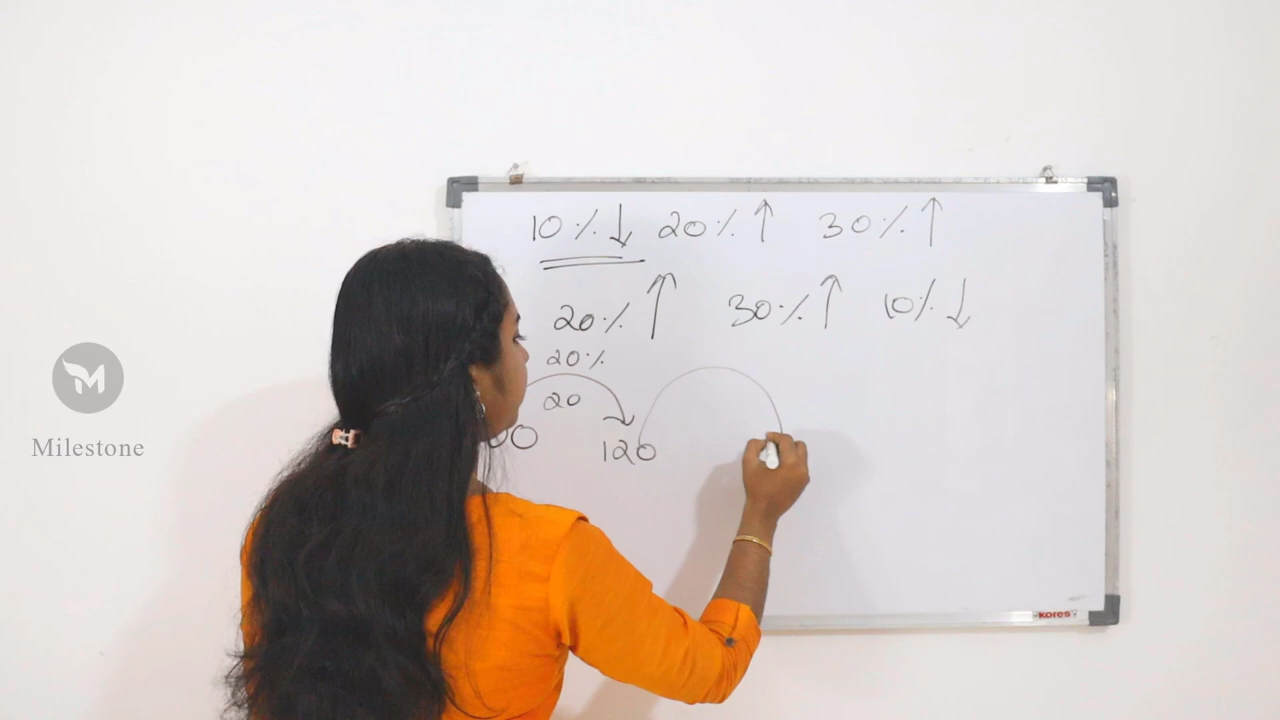 10% ↓ 20% ↑ 30% ↑
20% ↑ 30% ↑ 10% ↓
20%
20
00 120
Milestone
kores